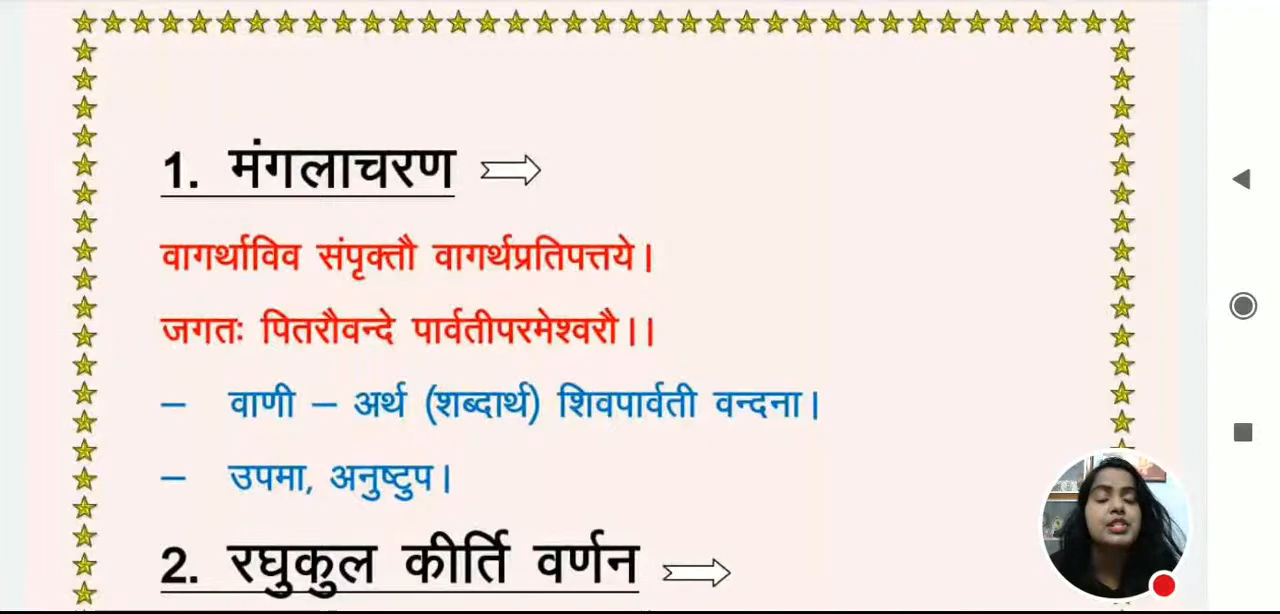 1. मंगलाचरण
वागर्थाविव संपृक्तौ वागर्थप्रतिपत्तये।
जगतः पितरौवन्दे पार्वतीपरमेश्वरौ।।
– वाणी – अर्थ (शब्दार्थ) शिवपार्वती वन्दना।
– उपमा, अनुष्टुप।
2. रघुकुल कीर्ति वर्णन